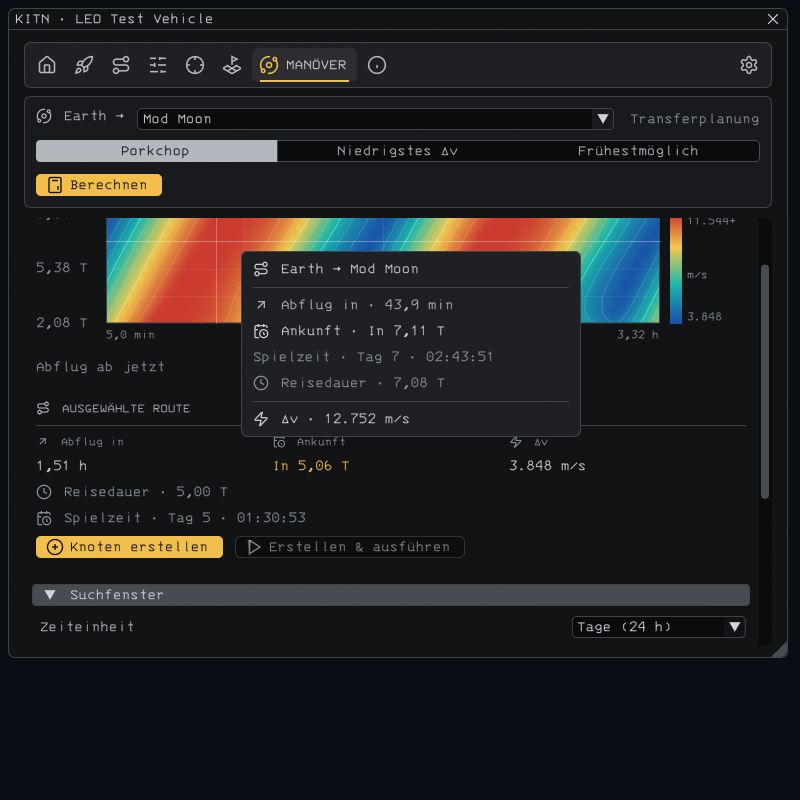 KITN · LEO Test Vehicle
MANÖVER
Earth → Mod Moon Transferplanung
Porkchop Niedrigstes Δv Frühestmöglich
Berechnen
11.544+
5,38 T
m/s
2,08 T
3.848
5,0 min 3,32 h
Abflug ab jetzt
Earth → Mod Moon
Abflug in · 43,9 min
Ankunft · In 7,11 T
Spielzeit · Tag 7 · 02:43:51
Reisedauer · 7,08 T
Δv · 12.752 m/s
AUSGEWÄHLTE ROUTE
Abflug in Ankunft Δv
1,51 h In 5,06 T 3.848 m/s
Reisedauer · 5,00 T
Spielzeit · Tag 5 · 01:30:53
Knoten erstellen Erstellen & ausführen
Suchfenster
Zeiteinheit Tage (24 h)